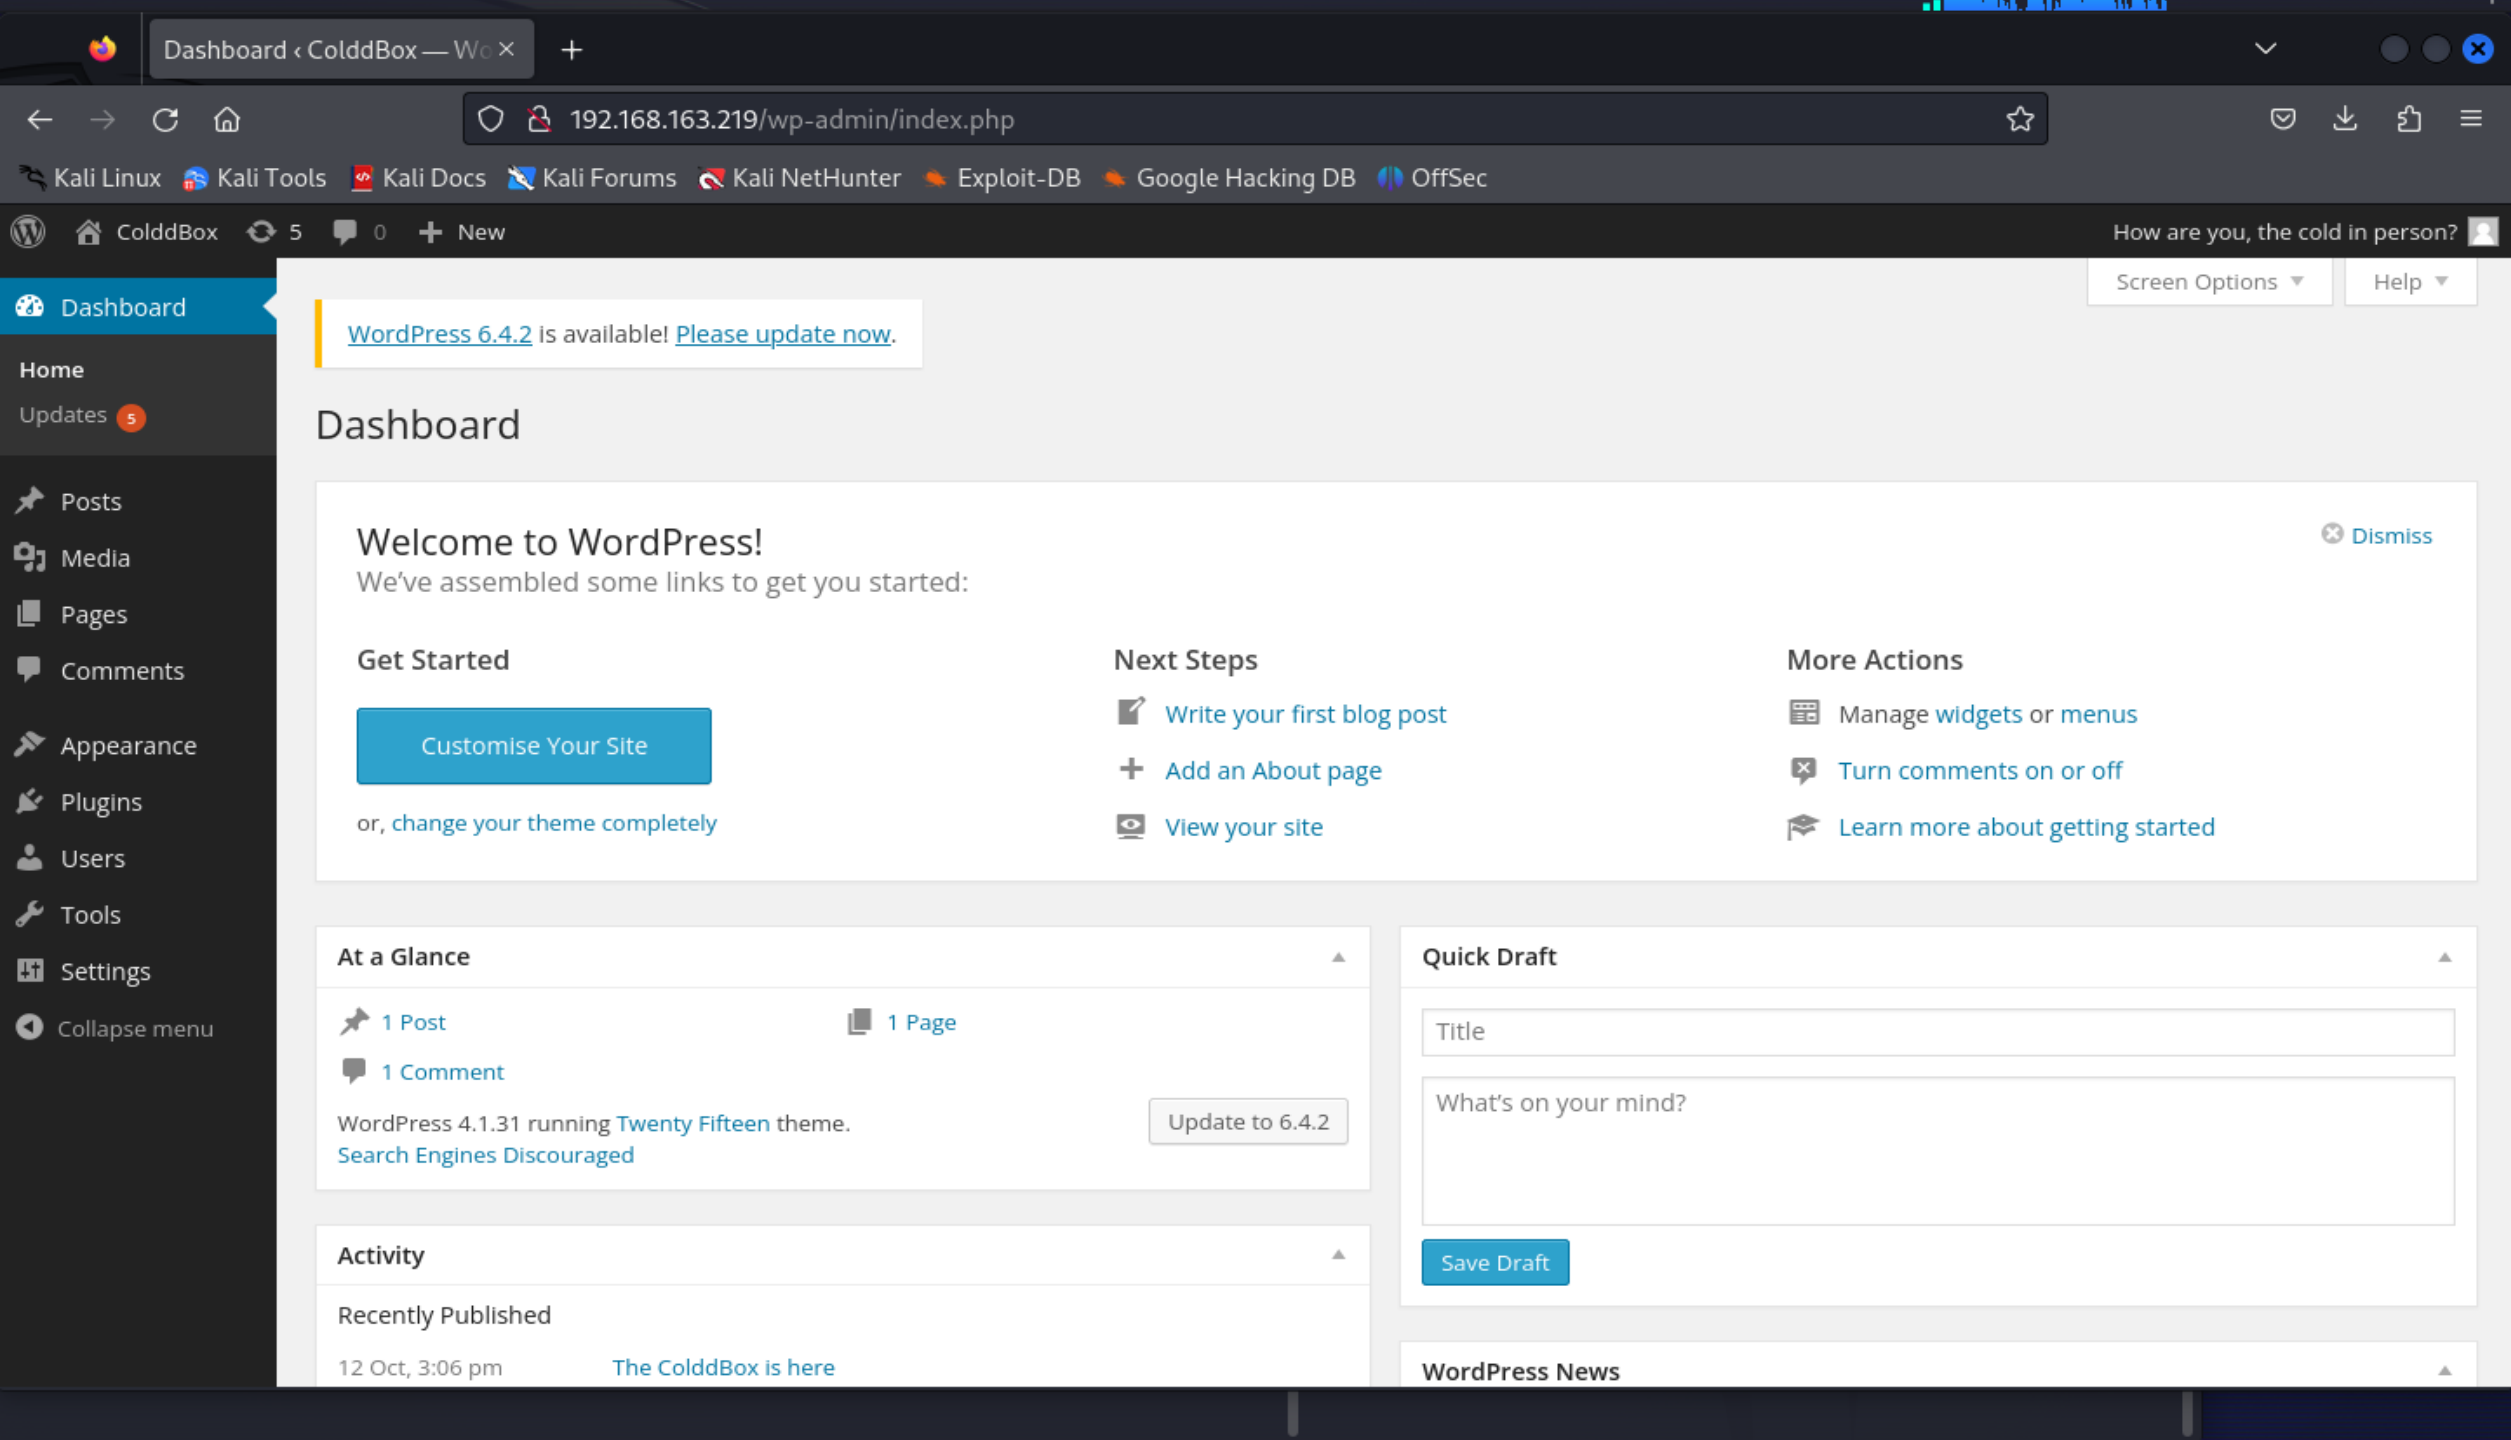 Dashboard ‹ ColddBox — Wo
192.168.163.219/wp-admin/index.php
Kali Linux Kali Tools Kali Docs Kali Forums Kali NetHunter Exploit-DB Google Hacking DB OffSec
ColddBox 5 0 New How are you, the cold in person?
Screen Options Help
Dashboard
Home
Updates 5
Posts
Media
Pages
Comments
Appearance
Plugins
Users
Tools
Settings
Collapse menu
WordPress 6.4.2 is available! Please update now.
Dashboard
Welcome to WordPress!
Dismiss
We’ve assembled some links to get you started:
Get Started
Customise Your Site
or, change your theme completely
Next Steps
Write your first blog post
Add an About page
View your site
More Actions
Manage widgets or menus
Turn comments on or off
Learn more about getting started
At a Glance
1 Post 1 Page
1 Comment
WordPress 4.1.31 running Twenty Fifteen theme.
Update to 6.4.2
Search Engines Discouraged
Activity
Recently Published
12 Oct, 3:06 pm The ColddBox is here
Quick Draft
Title
What’s on your mind?
Save Draft
WordPress News